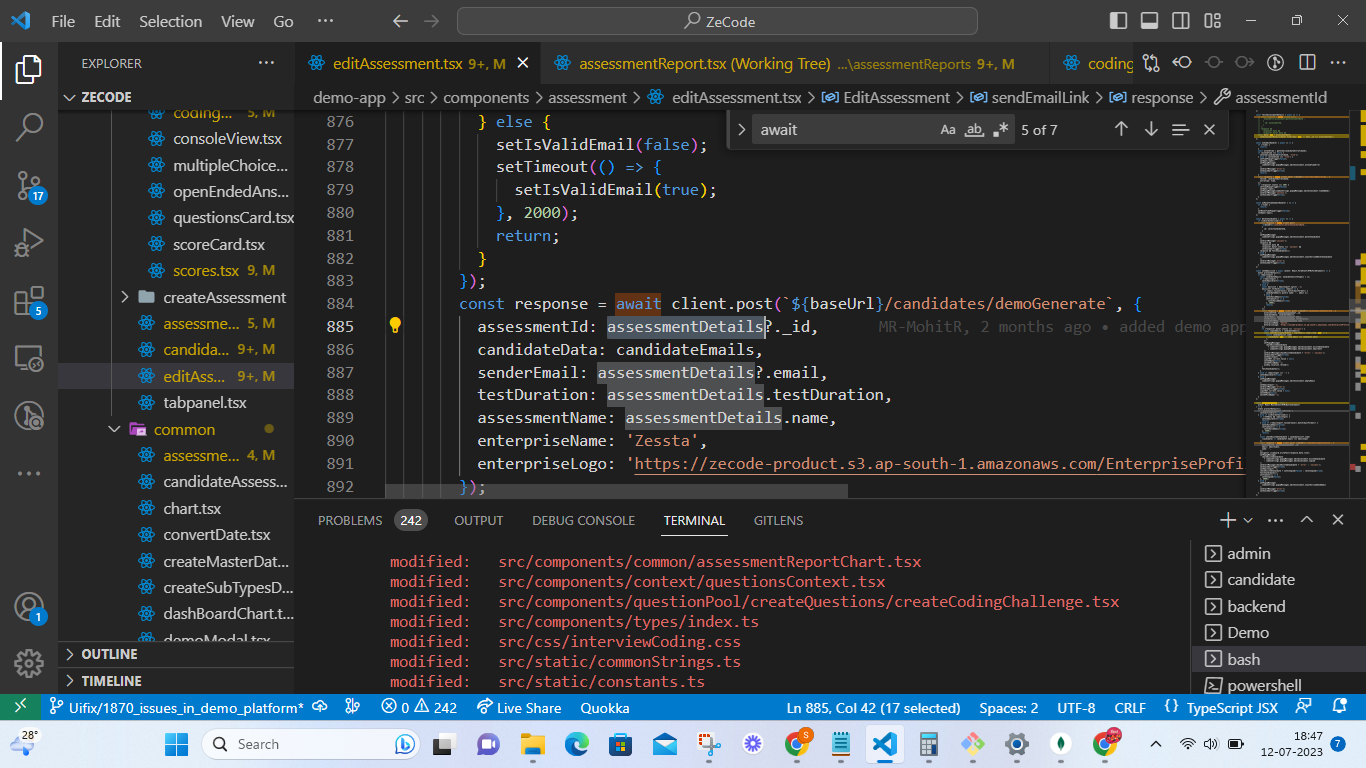 File Edit Selection View Go ··· ZeCode
EXPLORER ···
ZECODE
coding... 5, M
consoleView.tsx
multipleChoice...
openEndedAns...
questionsCard.tsx
scoreCard.tsx
scores.tsx 9, M
createAssessment
assessme... 5, M
candida... 9+, M
editAss... 9+, M
tabpanel.tsx
common
assessme... 4, M
candidateAssess...
chart.tsx
convertDate.tsx
createMasterDat...
createSubTypesD...
dashBoardChart.t...
demoModal.tsx
OUTLINE
TIMELINE
17
5
1
editAssessment.tsx 9+, M
assessmentReport.tsx (Working Tree) ...\assessmentReports 9+, M
coding
demo-app > src > components > assessment > editAssessment.tsx > EditAssessment > sendEmailLink > response > assessmentId
await Aa ab 5 of 7
876 } else {
877 setIsValidEmail(false);
878 setTimeout(() => {
879 setIsValidEmail(true);
880 }, 2000);
881 return;
882 }
883 });
884 const response = await client.post(`${baseUrl}/candidates/demoGenerate`, {
885 assessmentId: assessmentDetails?._id, MR-MohitR, 2 months ago • added demo app
886 candidateData: candidateEmails,
887 senderEmail: assessmentDetails?.email,
888 testDuration: assessmentDetails.testDuration,
889 assessmentName: assessmentDetails.name,
890 enterpriseName: 'Zessta',
891 enterpriseLogo: 'https://zecode-product.s3.ap-south-1.amazonaws.com/EnterpriseProfi
892 });
PROBLEMS 242 OUTPUT DEBUG CONSOLE TERMINAL GITLENS
modified: src/components/common/assessmentReportChart.tsx
modified: src/components/context/questionsContext.tsx
modified: src/components/questionPool/createQuestions/createCodingChallenge.tsx
modified: src/components/types/index.ts
modified: src/css/interviewCoding.css
modified: src/static/commonStrings.ts
modified: src/static/constants.ts
admin
candidate
backend
Demo
bash
powershell
Uifix/1870_issues_in_demo_platform* 0 242 Live Share Quokka Ln 885, Col 42 (17 selected) Spaces: 2 UTF-8 CRLF {} TypeScript JSX
28° Search 18:47
12-07-2023 7